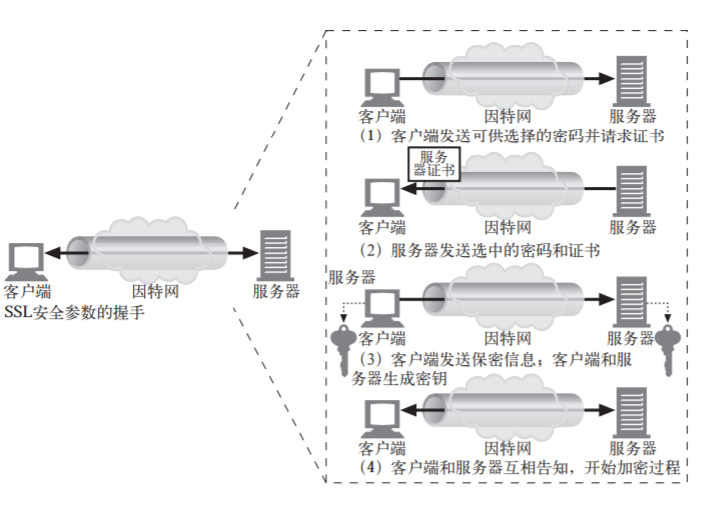 客户端 因特网 服务器
SSL安全参数的握手
客户端 因特网 服务器
(1) 客户端发送可供选择的密码并请求证书
服务
器证书
客户端 因特网 服务器
(2) 服务器发送选中的密码和证书
服务器
客户端 因特网 服务器
(3) 客户端发送保密信息；客户端和服
务器生成密钥
客户端 因特网 服务器
(4) 客户端和服务器互相告知，开始加密过程